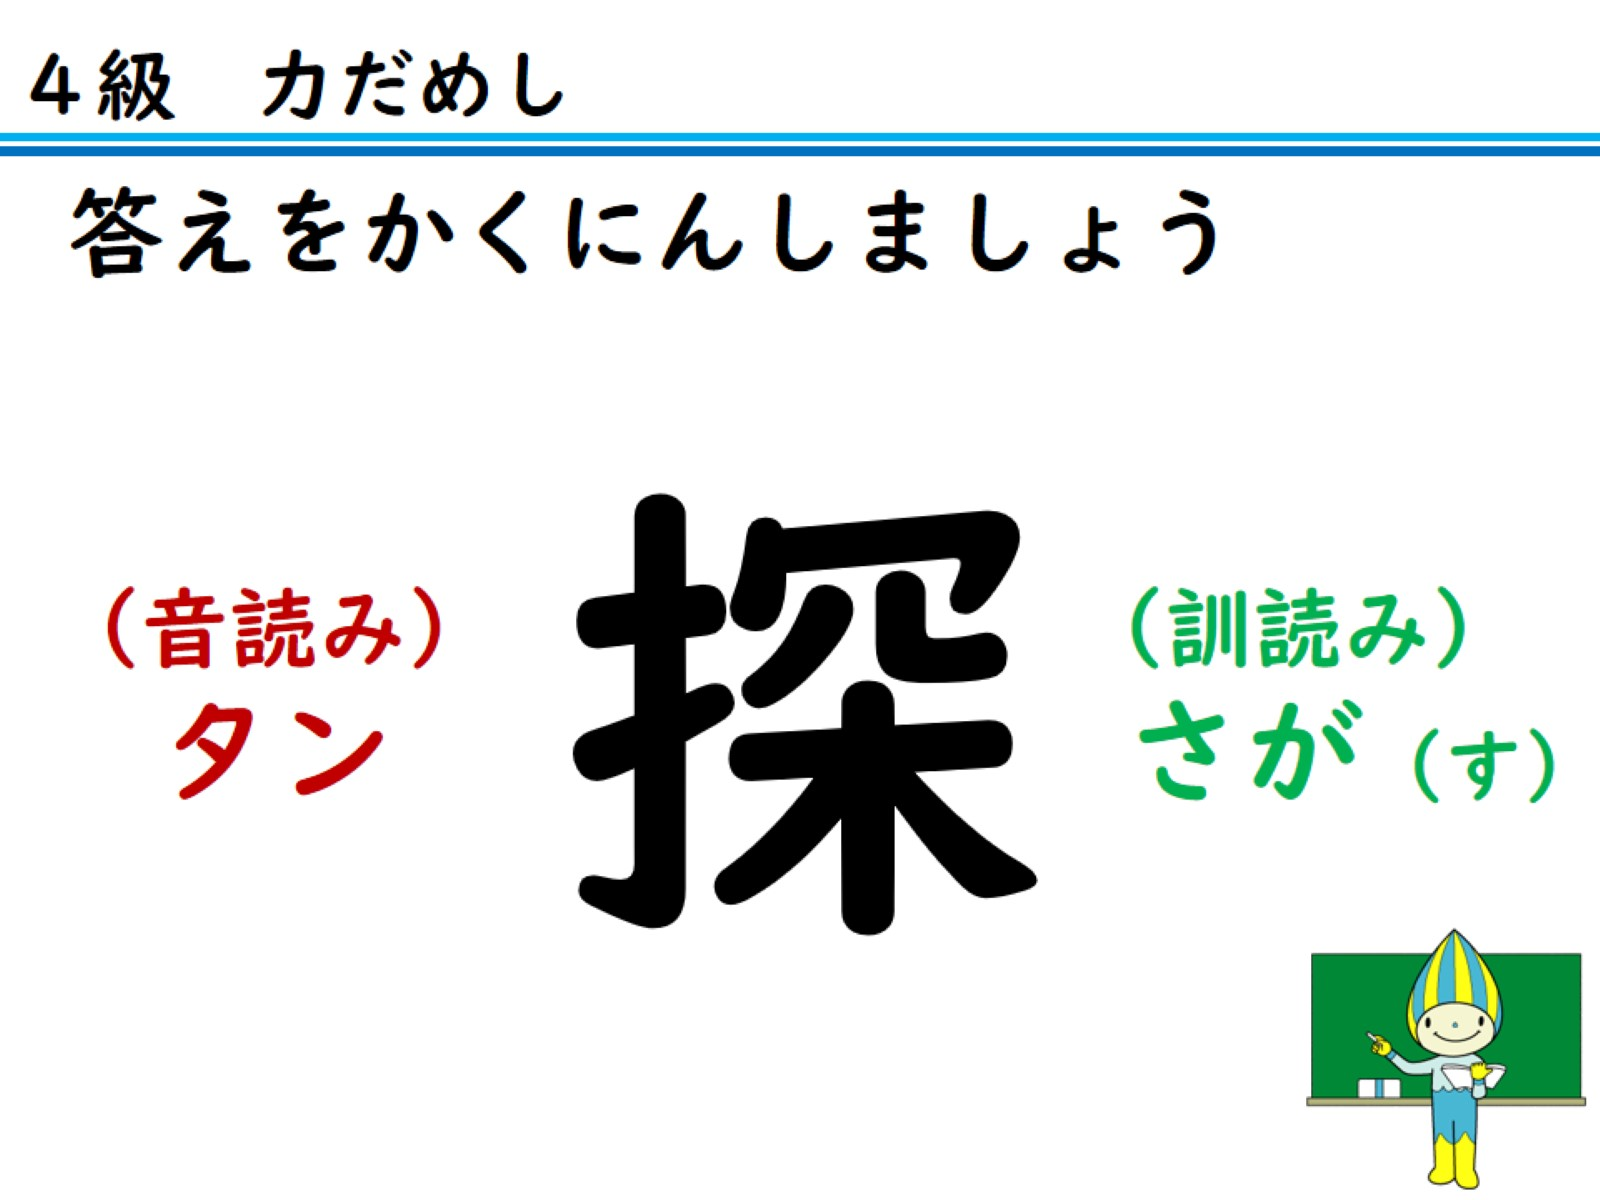 ４級　力だめし
答えをかくにんしましょう
（音読み）
タン
探
（訓読み）
さが（す）